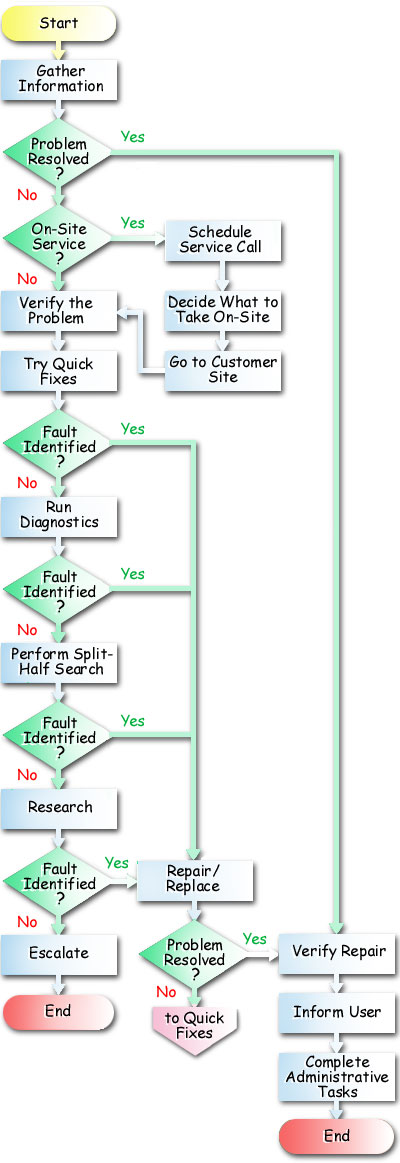 Start
Gather
Information
Yes
Problem
Resolved
?
No
Yes
On-Site
Service
?
Schedule
Service Call
No
Verify the
Problem
Decide What to
Take On-Site
Try Quick
Fixes
Go to Customer
Site
Yes
Fault
Identified
?
No
Run
Diagnostics
Yes
Fault
Identified
?
No
Perform Split-
Half Search
Yes
Fault
Identified
?
No
Research
Yes
Fault
Identified
?
Repair/
Replace
No
Escalate
Yes
Problem
Resolved
?
Verify Repair
No
End
to Quick
Fixes
Inform User
Complete
Administrative
Tasks
End